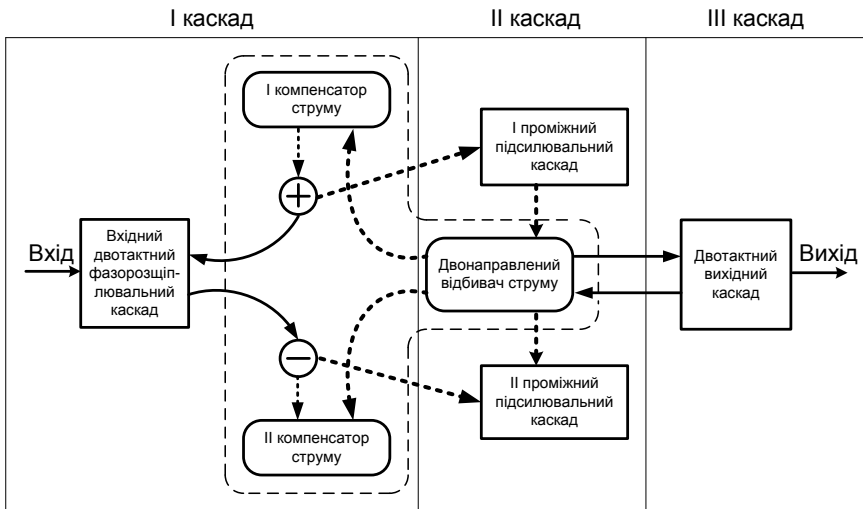 I каскад
II каскад
III каскад
I компенсатор
струму
I проміжний
підсилювальний
каскад
+
Вхід
Вхідний
двотактний
фазорозщіп-
лювальний
каскад
Двонаправлений
відбивач струму
Двотактний
вихідний
каскад
Вихід
−
II компенсатор
струму
II проміжний
підсилювальний
каскад